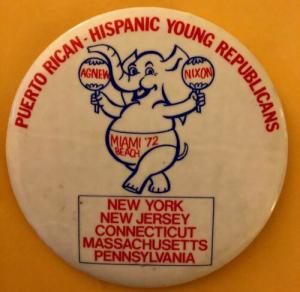 PUERTO RICAN-HISPANIC YOUNG REPUBLICANS
AGNEW
NIXON
MIAMI '72
BEACH
NEW YORK
NEW JERSEY
CONNECTICUT
MASSACHUSETTS
PENNSYLVANIA